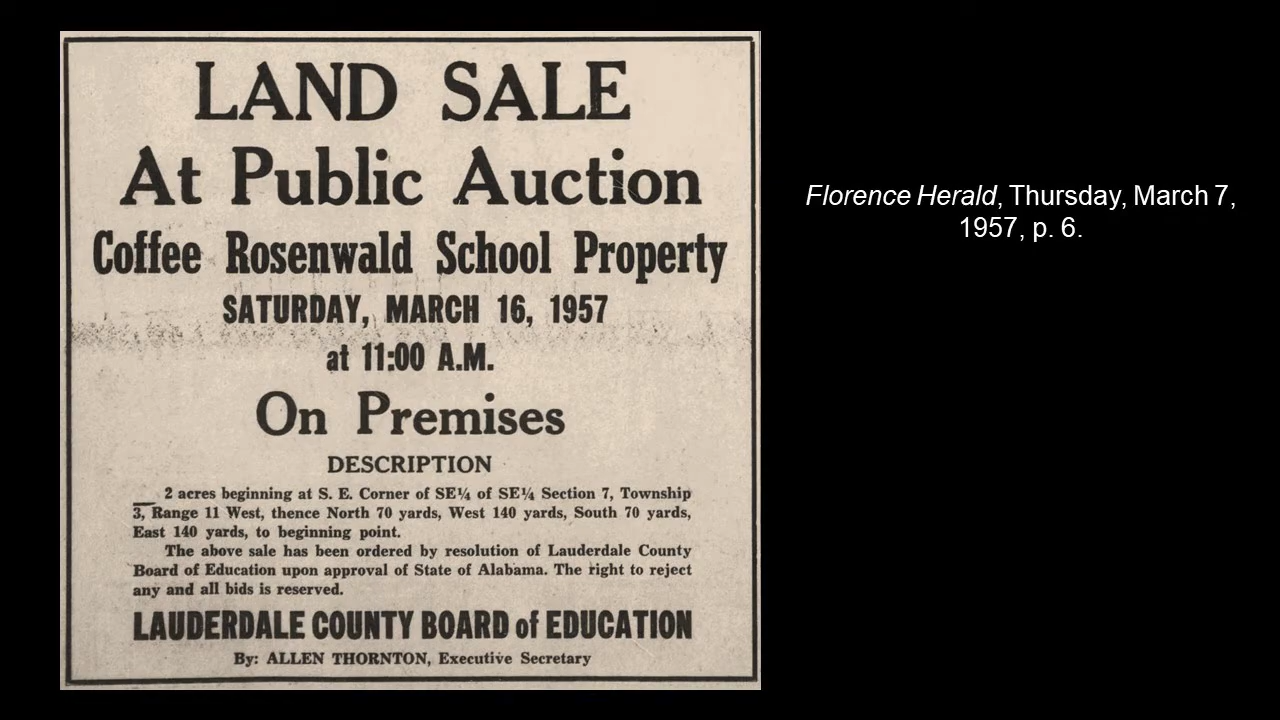 LAND SALE
At Public Auction
Coffee Rosenwald School Property
SATURDAY, MARCH 16, 1957
at 11:00 A.M.
On Premises
DESCRIPTION
2 acres beginning at S. E. Corner of SE¼ of SE¼ Section 7, Township
3, Range 11 West, thence North 70 yards, West 140 yards, South 70 yards,
East 140 yards, to beginning point.
The above sale has been ordered by resolution of Lauderdale County
Board of Education upon approval of State of Alabama. The right to reject
any and all bids is reserved.
LAUDERDALE COUNTY BOARD of EDUCATION
By: ALLEN THORNTON, Executive Secretary
Florence Herald, Thursday, March 7,
1957, p. 6.